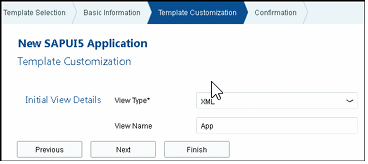 Template Selection Basic Information Template Customization Confirmation
New SAPUI5 Application
Template Customization
Initial View Details View Type* XML
View Name App
Previous Next Finish